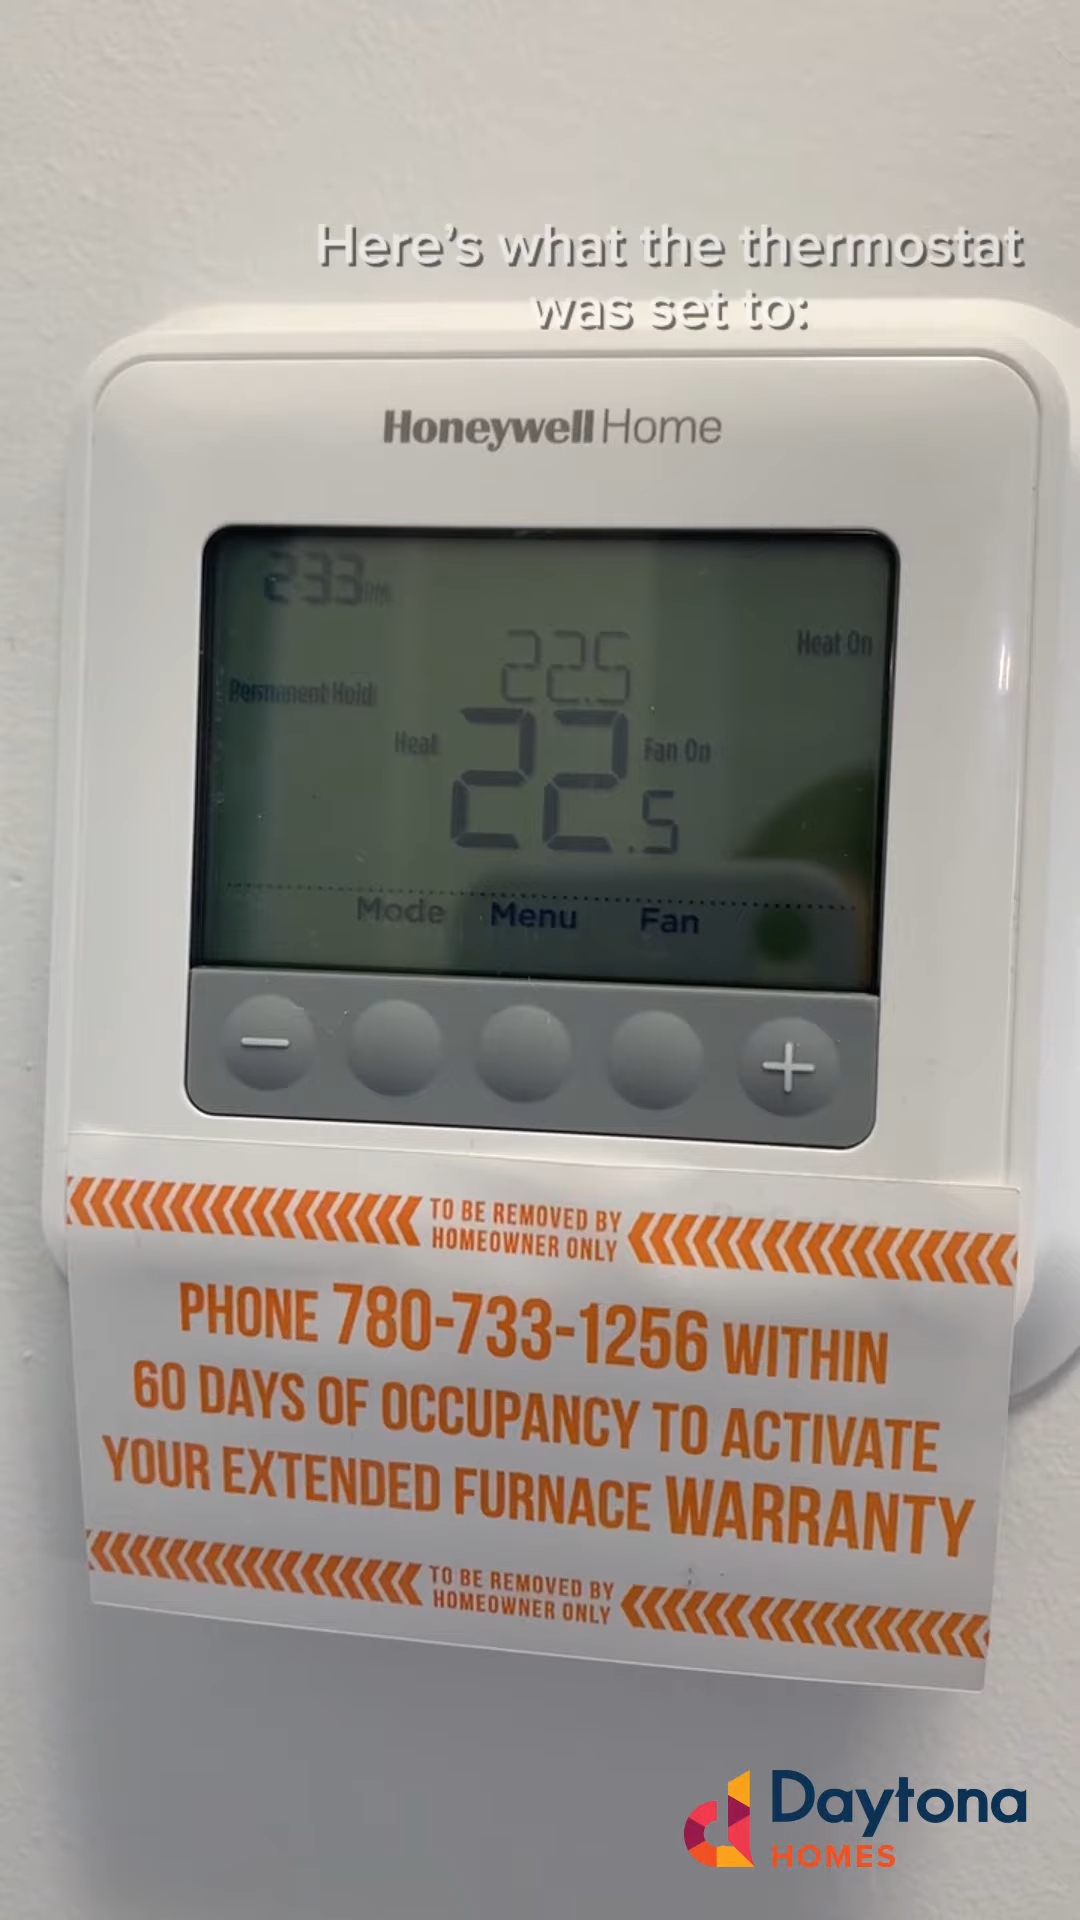 Here's what the thermostat
was set to:
Honeywell Home
2:33 PM
22.5
Heat On
Permanent Hold
Heat
22.5
Fan On
Mode Menu Fan
TO BE REMOVED BY
HOMEOWNER ONLY
PHONE 780-733-1256 WITHIN
60 DAYS OF OCCUPANCY TO ACTIVATE
YOUR EXTENDED FURNACE WARRANTY
TO BE REMOVED BY
HOMEOWNER ONLY
Daytona
HOMES